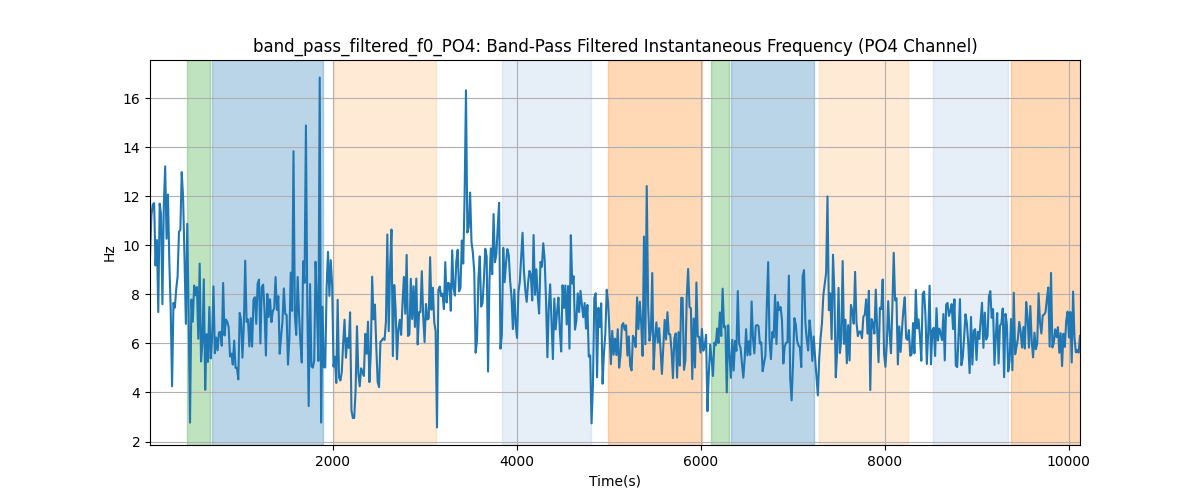 band_pass_filtered_f0_PO4: Band-Pass Filtered Instantaneous Frequency (PO4 Channel)
16
14
12
10
8
6
4
2
Hz
2000 4000 6000 8000 10000
Time(s)